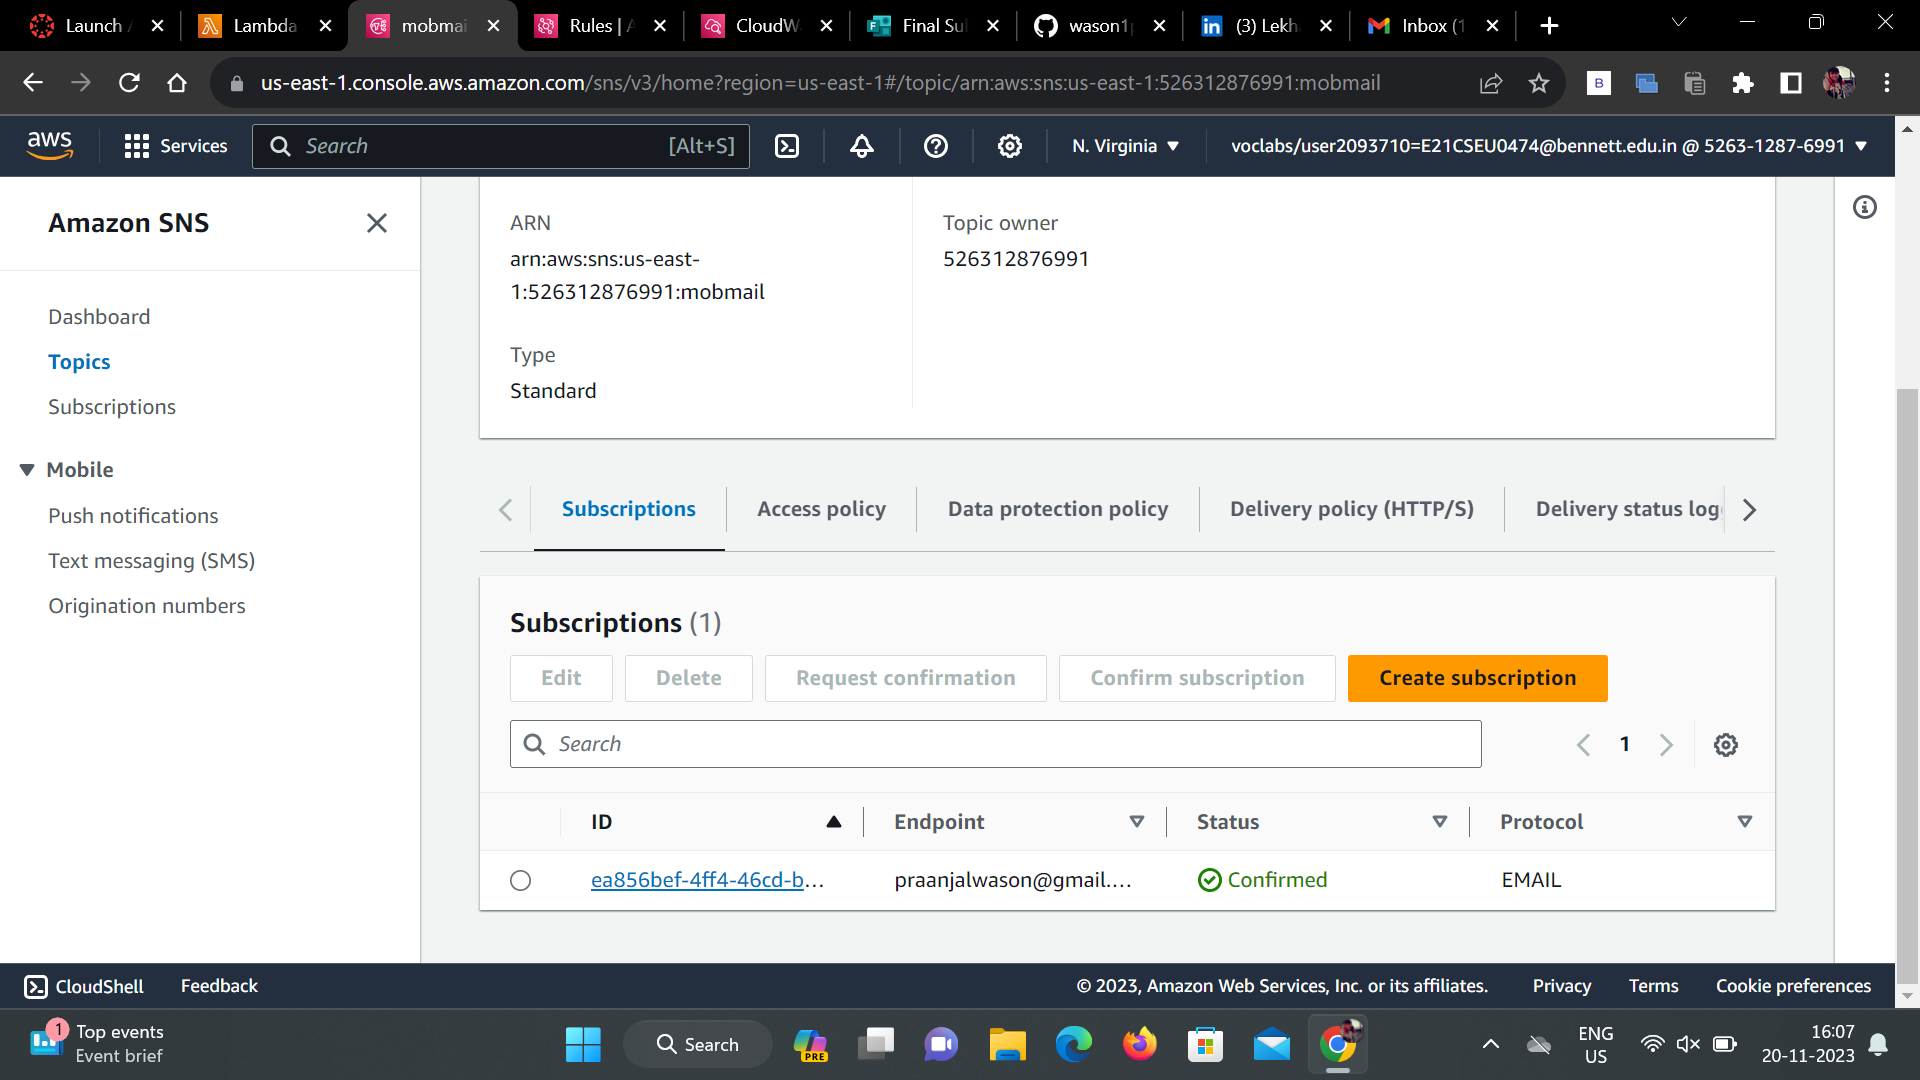 Launch
Lambda
mobmai
Rules | A
CloudW
Final Su
wason1
(3) Lekh
Inbox (1
us-east-1.console.aws.amazon.com/sns/v3/home?region=us-east-1#/topic/arn:aws:sns:us-east-1:526312876991:mobmail
B
aws
Services
Search
[Alt+S]
N. Virginia
voclabs/user2093710=E21CSEU0474@bennett.edu.in @ 5263-1287-6991
Amazon SNS
Dashboard
Topics
Subscriptions
Mobile
Push notifications
Text messaging (SMS)
Origination numbers
ARN
arn:aws:sns:us-east-
1:526312876991:mobmail
Topic owner
526312876991
Type
Standard
Subscriptions
Access policy
Data protection policy
Delivery policy (HTTP/S)
Delivery status log
Subscriptions (1)
Edit
Delete
Request confirmation
Confirm subscription
Create subscription
Search
1
ID
Endpoint
Status
Protocol
ea856bef-4ff4-46cd-b...
praanjalwason@gmail....
Confirmed
EMAIL
CloudShell
Feedback
© 2023, Amazon Web Services, Inc. or its affiliates.
Privacy
Terms
Cookie preferences
1
Top events
Event brief
Search
PRE
ENG
US
16:07
20-11-2023